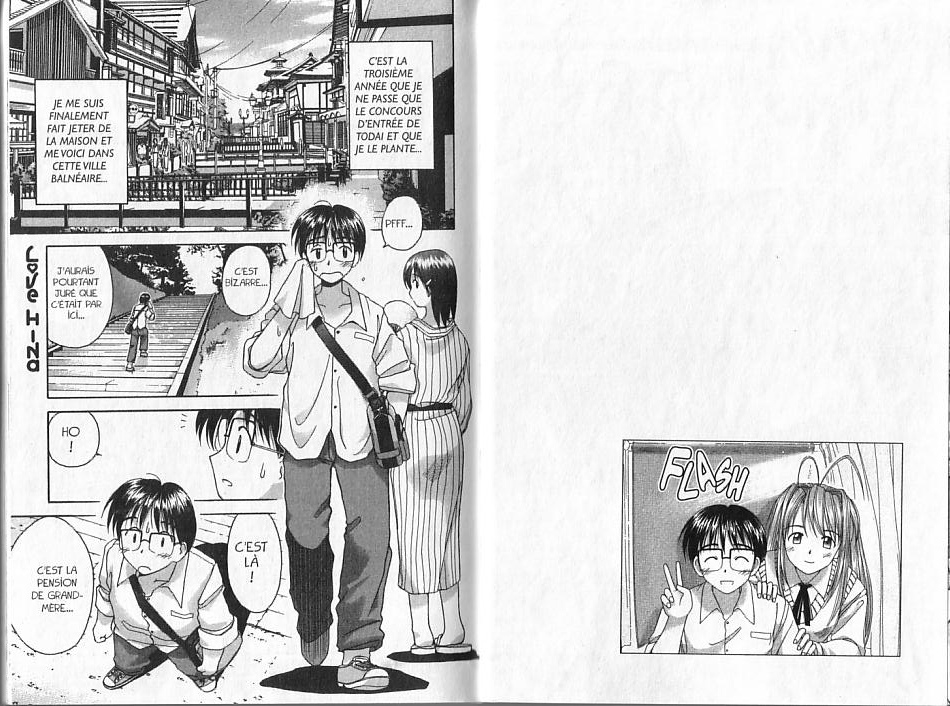 JE ME SUIS
FINALEMENT
FAIT JETER DE
LA MAISON ET
ME VOICI DANS
CETTE VILLE
BALNÉAIRE...
C'EST LA
TROISIÈME
ANNÉE QUE JE
NE PASSE QUE
LE CONCOURS
D'ENTRÉE DE
TODAI ET QUE
JE LE PLANTE...
PFFF...
LOVE HINA
J'AURAIS
POURTANT
JURÉ QUE
C'ÉTAIT PAR
ICI...
C'EST
BIZARRE...
HO
!
C'EST
LÀ
!
C'EST LA
PENSION
DE GRAND-
MÈRE...
FLASH